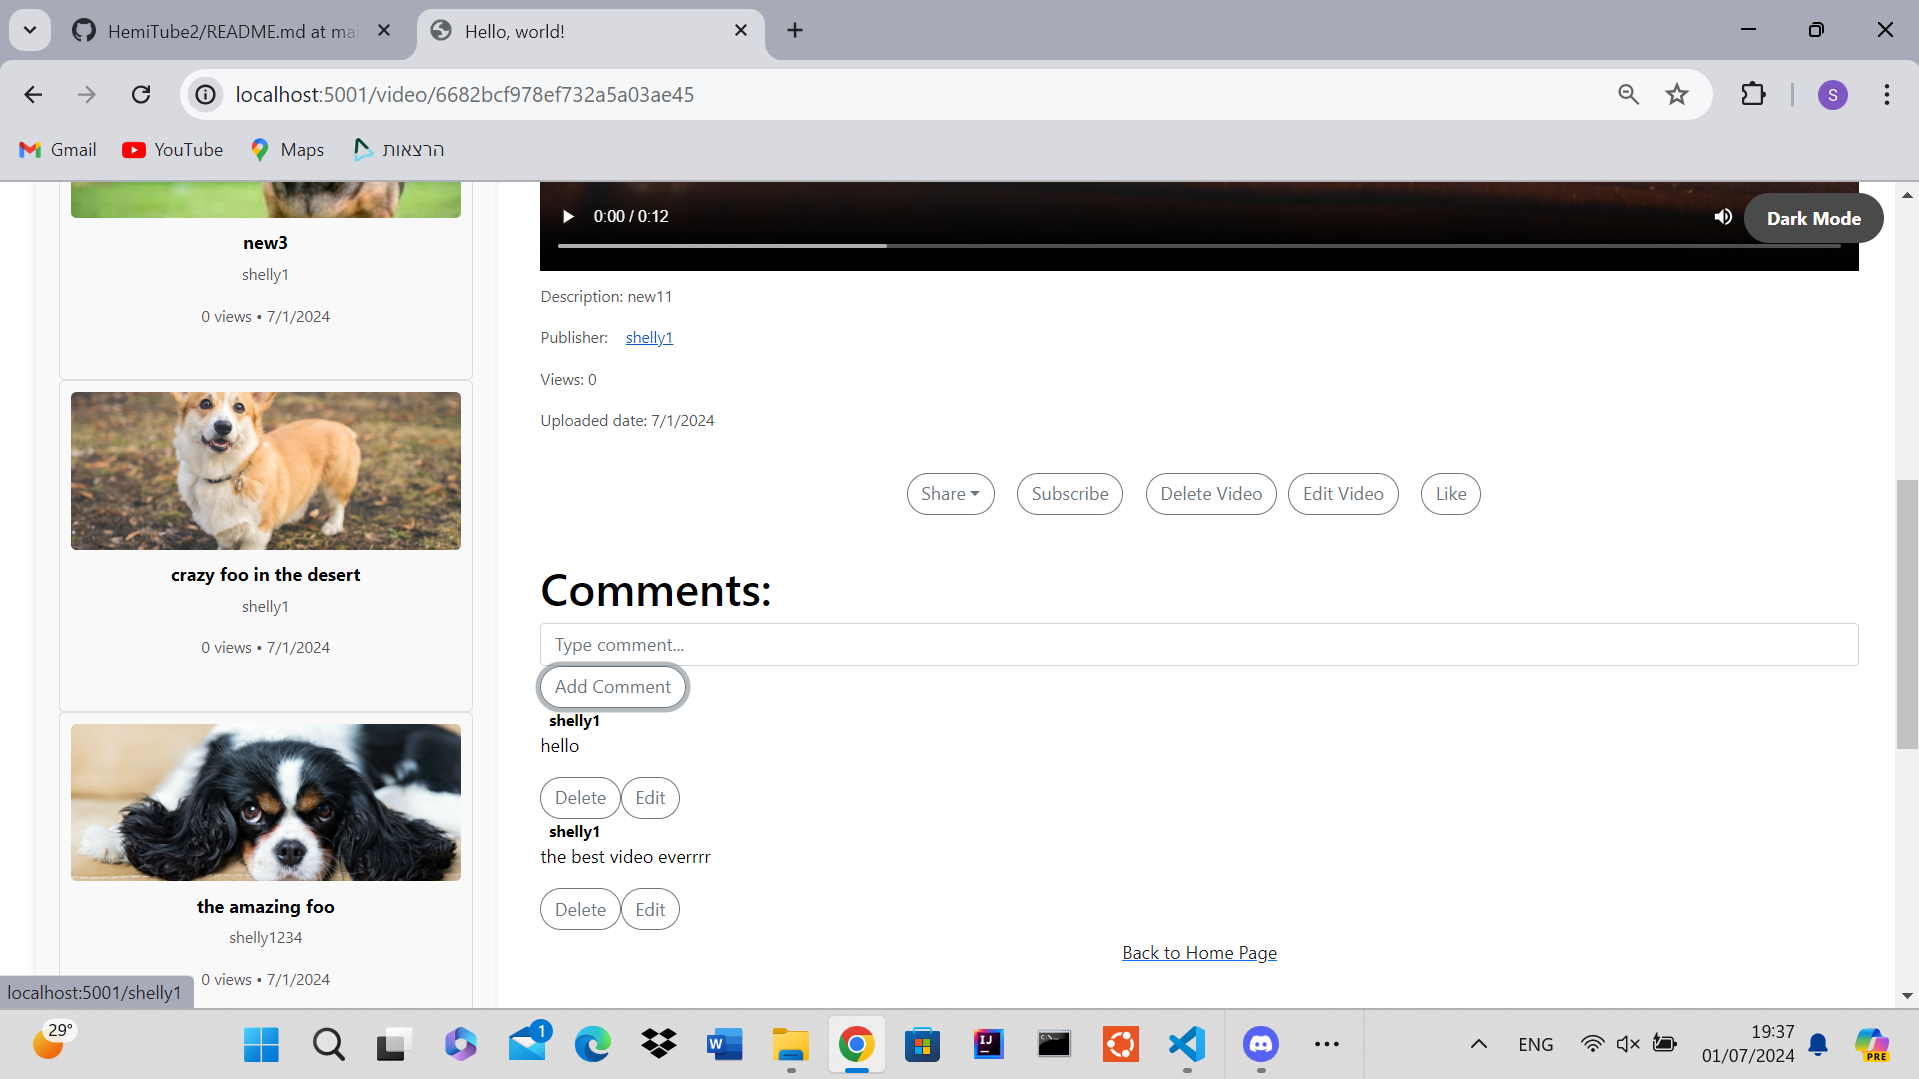 HemiTube2/README.md at mai
Hello, world!
localhost:5001/video/6682bcf978ef732a5a03ae45
S
Gmail
YouTube
Maps
הרצאות
new3
shelly1
0 views • 7/1/2024
crazy foo in the desert
shelly1
0 views • 7/1/2024
the amazing foo
shelly1234
0 views • 7/1/2024
0:00 / 0:12
Dark Mode
Description: new11
Publisher: shelly1
Views: 0
Uploaded date: 7/1/2024
Share
Subscribe
Delete Video
Edit Video
Like
Comments:
Type comment...
Add Comment
shelly1
hello
Delete
Edit
shelly1
the best video everrrr
Delete
Edit
Back to Home Page
localhost:5001/shelly1
29°
1
W
IJ
C:\_
ENG
19:37
01/07/2024
PRE